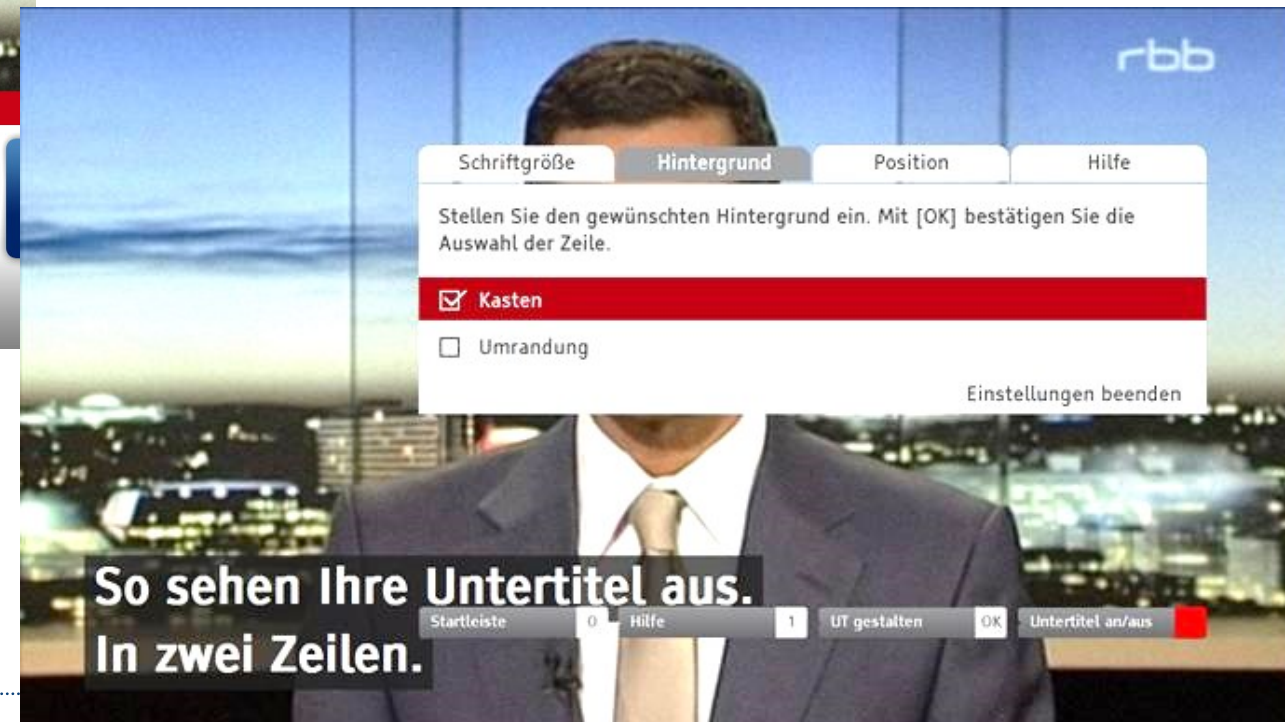 rbb
Schriftgröße Hintergrund Position Hilfe
Stellen Sie den gewünschten Hintergrund ein. Mit [OK] bestätigen Sie die
Auswahl der Zeile.
Kasten
Umrandung
Einstellungen beenden
So sehen Ihre Untertitel aus.
Startleiste 0 Hilfe 1 UT gestalten OK Untertitel an/aus
In zwei Zeilen.